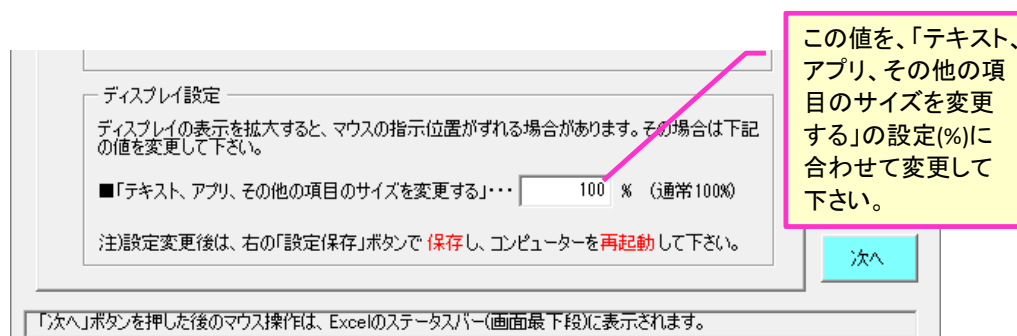 この値を、「テキスト、
アプリ、その他の項
目のサイズを変更
する」の設定(%)に
合わせて変更して
下さい。
ディスプレイ設定
ディスプレイの表示を拡大すると、マウスの指示位置がずれる場合があります。その場合は下記
の値を変更して下さい。
■「テキスト、アプリ、その他の項目のサイズを変更する」・・・ 100 % (通常100%)
注)設定変更後は、右の「設定保存」ボタンで 保存し、コンピューターを再起動して下さい。
次へ
「次へ」ボタンを押した後のマウス操作は、Excelのステータスバー(画面最下段)に表示されます。